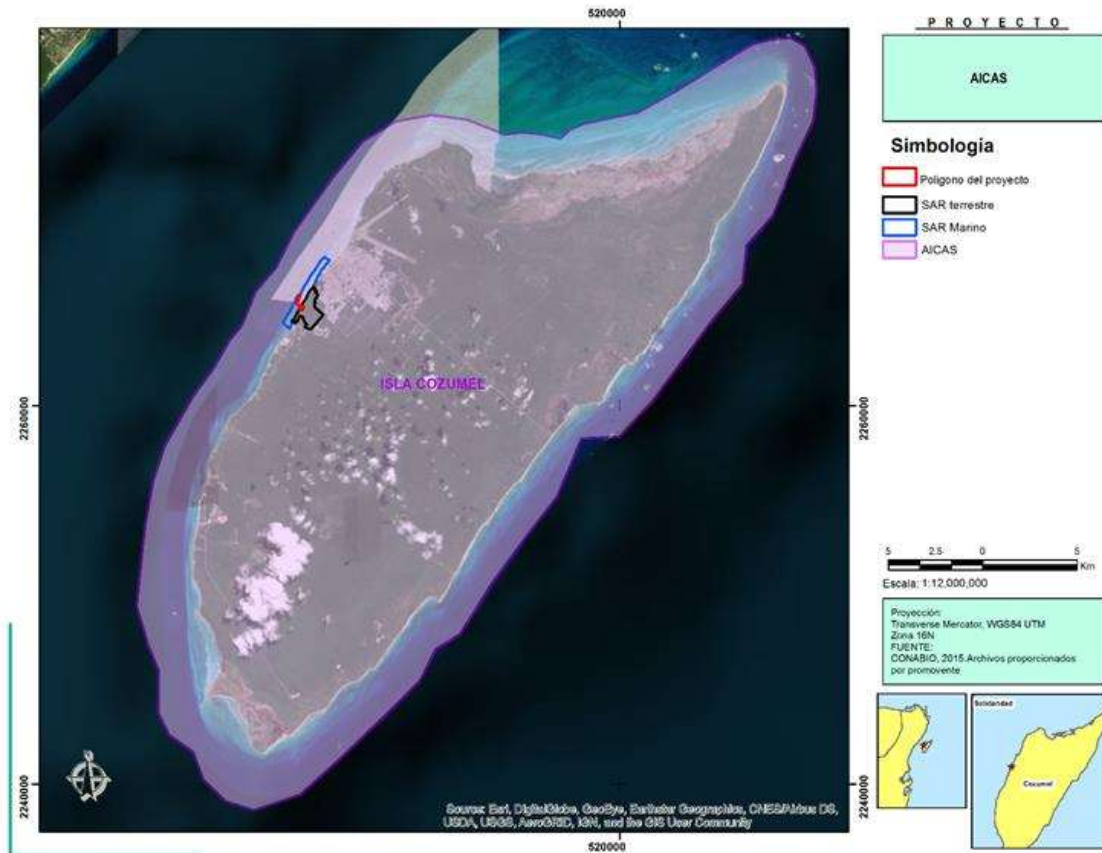 520000
PROYECTO
AICAS
Simbología
Poligono del proyecto
SAR terrestre
SAR Marino
AICAS
ISLA COZUMEL
2260000
2260000
5 2.5 0 5
Km
Escala: 1:12,000,000
Proyección:
Transverse Mercator, WGS84 UTM
Zona 16N
FUENTE:
CONABIO, 2015.Archivos proporcionados
por promovente
Solidaridad
Cozumel
2240000
2240000
Source: Esri, DigitalGlobe, GeoEye, Earthstar Geographics, CNES/Airbus DS,
USDA, USGS, AeroGRID, IGN, and the GIS User Community
520000